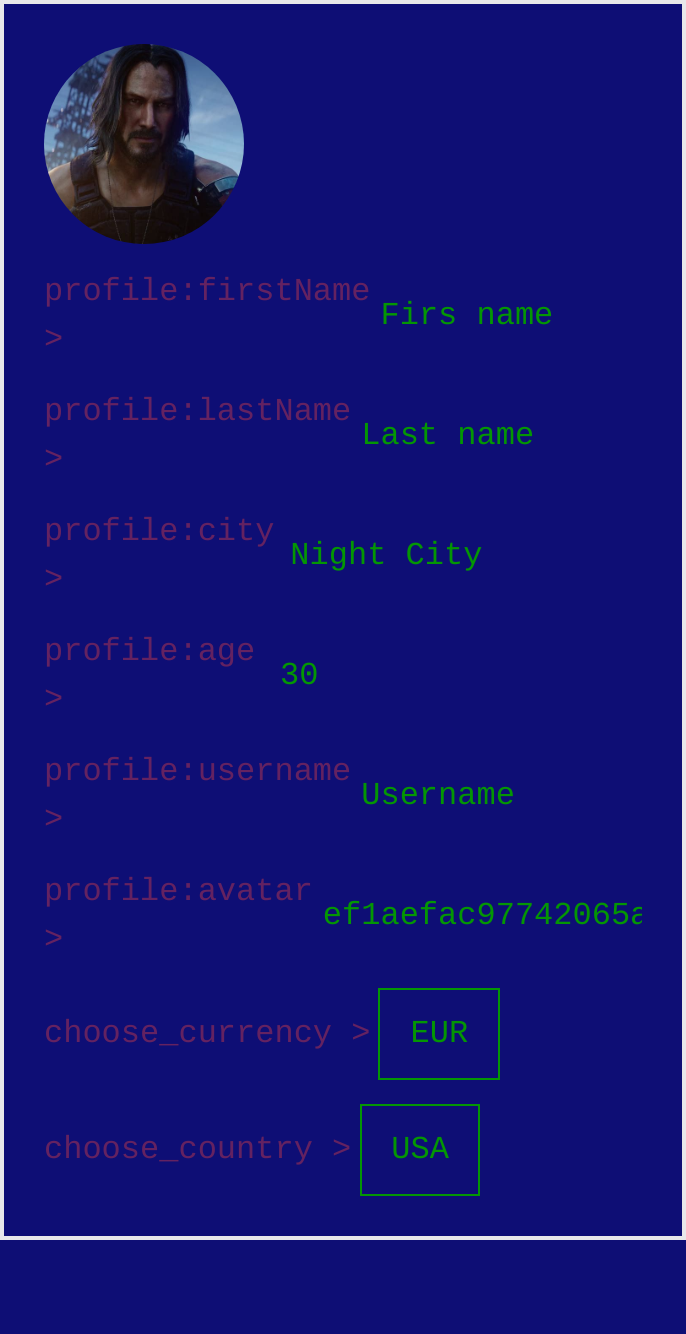 profile:firstName
> Firs name
profile:lastName
> Last name
profile:city
> Night City
profile:age
> 30
profile:username
> Username
profile:avatar
> ef1aefac97742065a
choose_currency > EUR
choose_country > USA